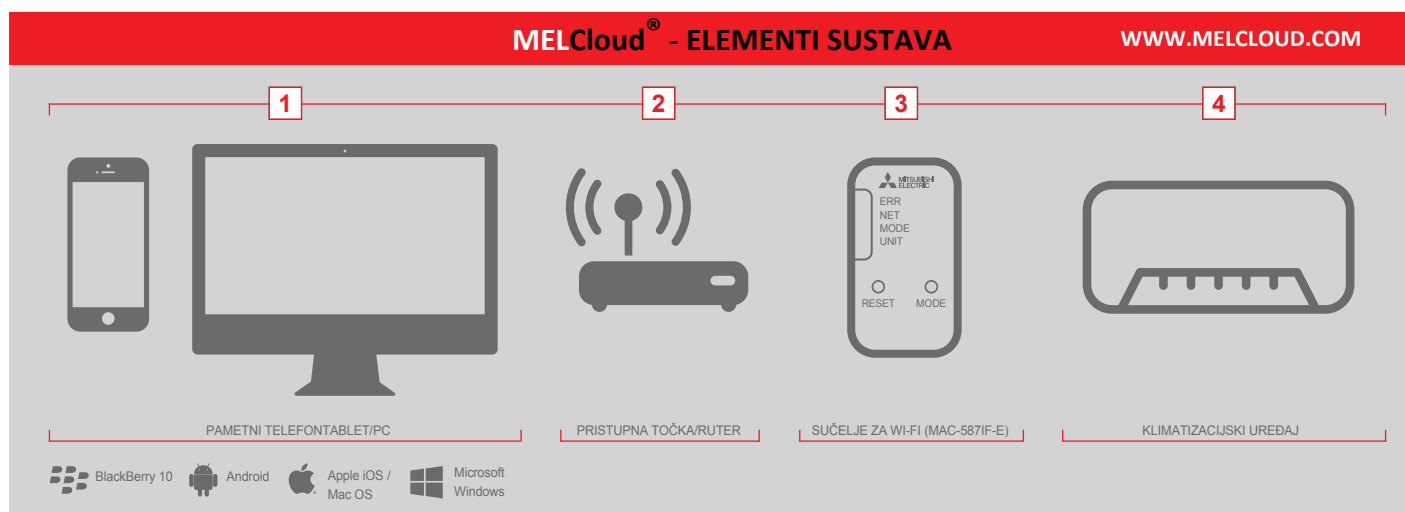 MELCloud® - ELEMENTI SUSTAVA
WWW.MELCLOUD.COM
1
2
3
4
MITSUBISHI
ELECTRIC
ERR
NET
MODE
UNIT
RESET
MODE
PAMETNI TELEFONTABLET/PC
PRISTUPNA TOČKA/RUTER
SUČELJE ZA WI-FI (MAC-587IF-E)
KLIMATIZACIJSKI UREĐAJ
BlackBerry 10
Android
Apple iOS /
Mac OS
Microsoft
Windows